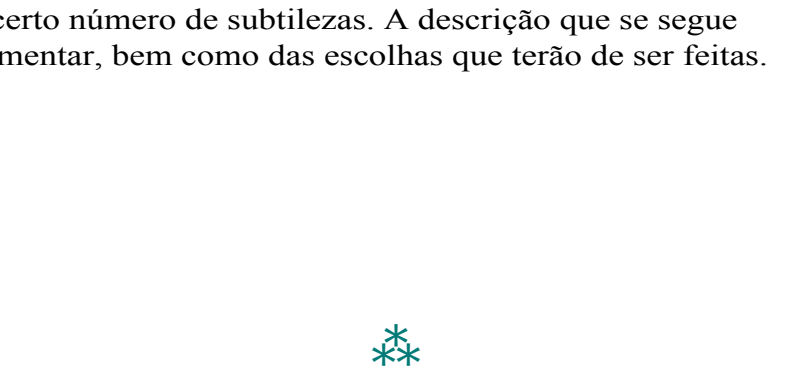 certo número de subtilezas. A descrição que se segue
mentar, bem como das escolhas que terão de ser feitas.
⁂